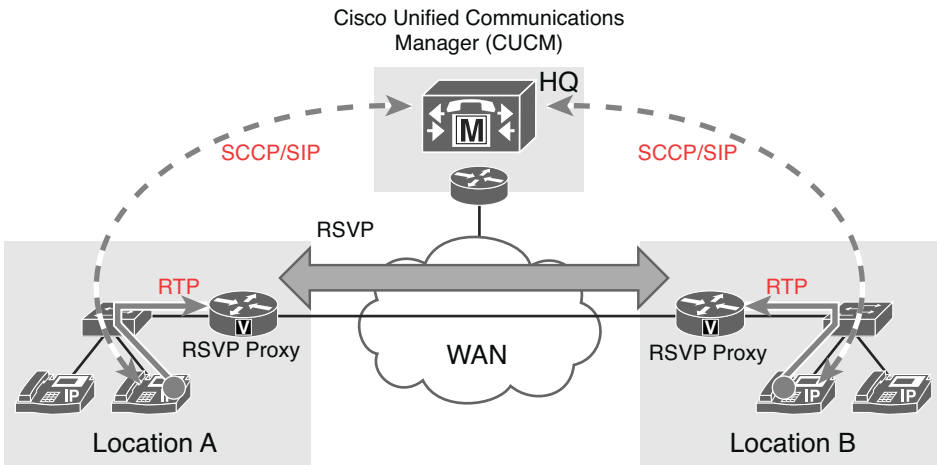 Cisco Unified Communications
Manager (CUCM)
HQ
M
SCCP/SIP
SCCP/SIP
RSVP
RTP
RTP
V
V
RSVP Proxy
WAN
RSVP Proxy
IP
IP
IP
IP
Location A
Location B